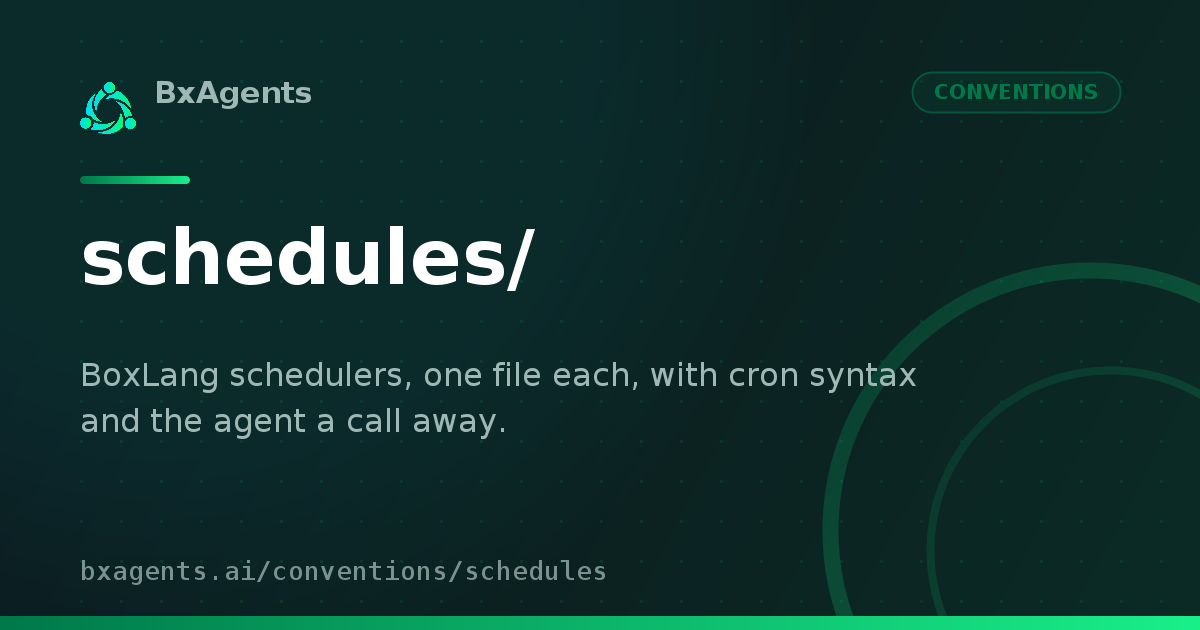 BxAgents
CONVENTIONS
schedules/
BoxLang schedulers, one file each, with cron syntax
and the agent a call away.
bxagents.ai/conventions/schedules